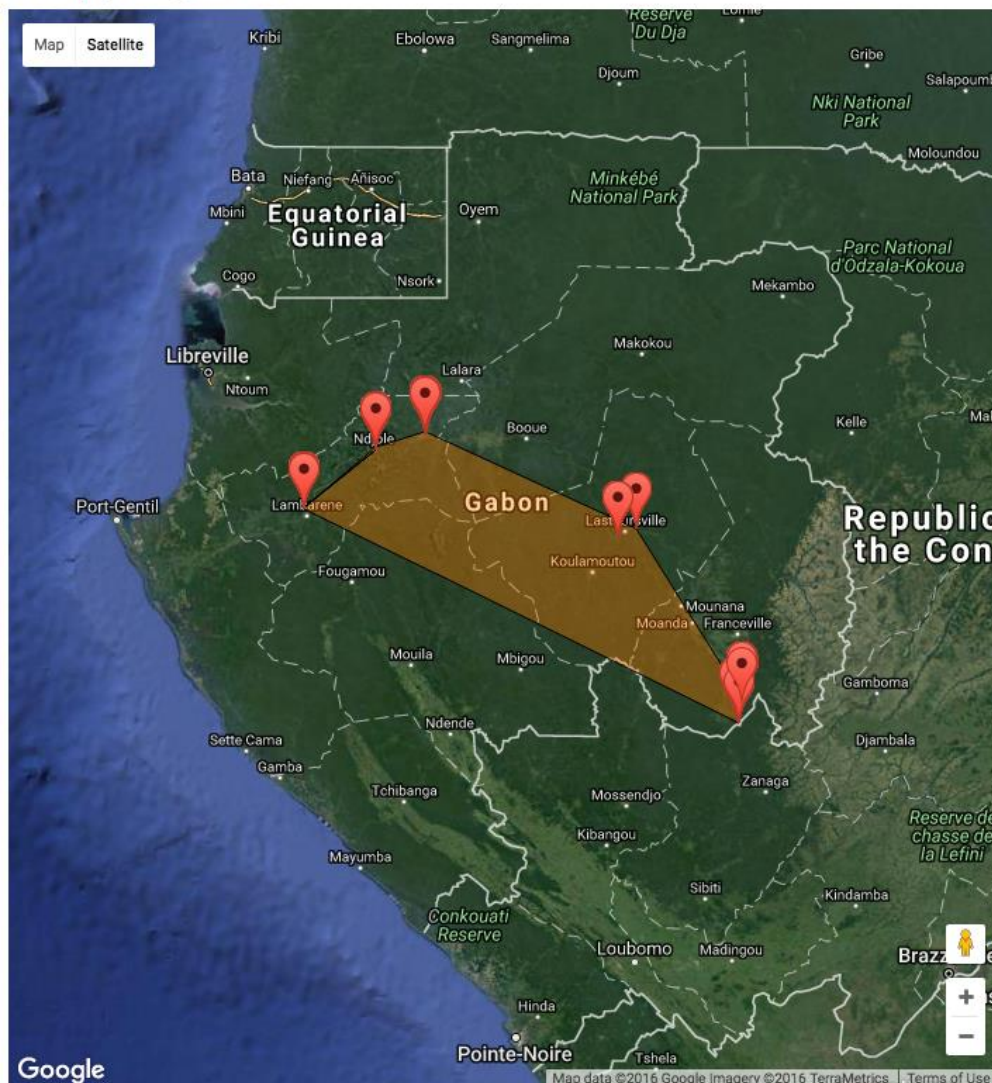 Reserve
Du Dja
Lomie
Map Satellite
Kribi
Ebolowa
Sangmelima
Gribe
Djoum
Salapoumb
Nki National
Park
Moloundou
Bata
Niefang
Añisoc
Minkébé
National Park
Mbini
Equatorial
Guinea
Oyem
Parc National
d'Odzala-Kokoua
Cogo
Nsork
Mekambo
Makokou
Libreville
Lalara
Ntoum
Kelle
Booue
Gabon
Port-Gentil
Republic
the Con
Koulamoutou
Fougamou
Mounana
Moanda
Franceville
Mouila
Mbigou
Gamboma
Ndende
Sette Cama
Djambala
Gamba
Zanaga
Tchibanga
Mossendjo
Reserve de
chasse de
la Lefini
Kibangou
Mayumba
Sibiti
Kindamba
Conkouati
Reserve
Loubomo
Madingou
Brazz
Hinda
Pointe-Noire
Tshela
Google
Map data ©2016 Google Imagery ©2016 TerraMetrics Terms of Use